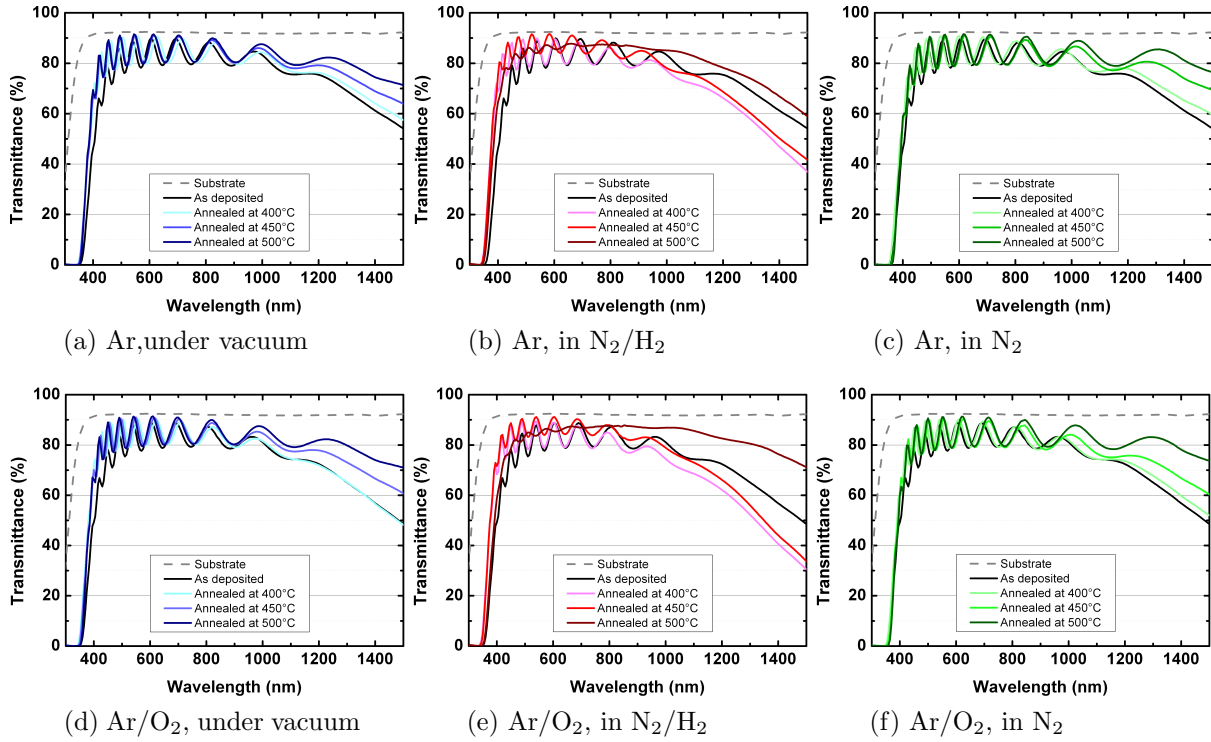 100
80
60
40
20
0
Transmittance (%)
Substrate
As deposited
Annealed at 400°C
Annealed at 450°C
Annealed at 500°C
400 600 800 1000 1200 1400
Wavelength (nm)
(a) Ar,under vacuum
100
80
60
40
20
0
Transmittance (%)
Substrate
As deposited
Annealed at 400°C
Annealed at 450°C
Annealed at 500°C
400 600 800 1000 1200 1400
Wavelength (nm)
(b) Ar, in N₂/H₂
100
80
60
40
20
0
Transmittance (%)
Substrate
As deposited
Annealed at 400°C
Annealed at 450°C
Annealed at 500°C
400 600 800 1000 1200 1400
Wavelength (nm)
(c) Ar, in N₂
100
80
60
40
20
0
Transmittance (%)
Substrate
As deposited
Annealed at 400°C
Annealed at 450°C
Annealed at 500°C
400 600 800 1000 1200 1400
Wavelength (nm)
(d) Ar/O₂, under vacuum
100
80
60
40
20
0
Transmittance (%)
Substrate
As deposited
Annealed at 400°C
Annealed at 450°C
Annealed at 500°C
400 600 800 1000 1200 1400
Wavelength (nm)
(e) Ar/O₂, in N₂/H₂
100
80
60
40
20
0
Transmittance (%)
Substrate
As deposited
Annealed at 400°C
Annealed at 450°C
Annealed at 500°C
400 600 800 1000 1200 1400
Wavelength (nm)
(f) Ar/O₂, in N₂